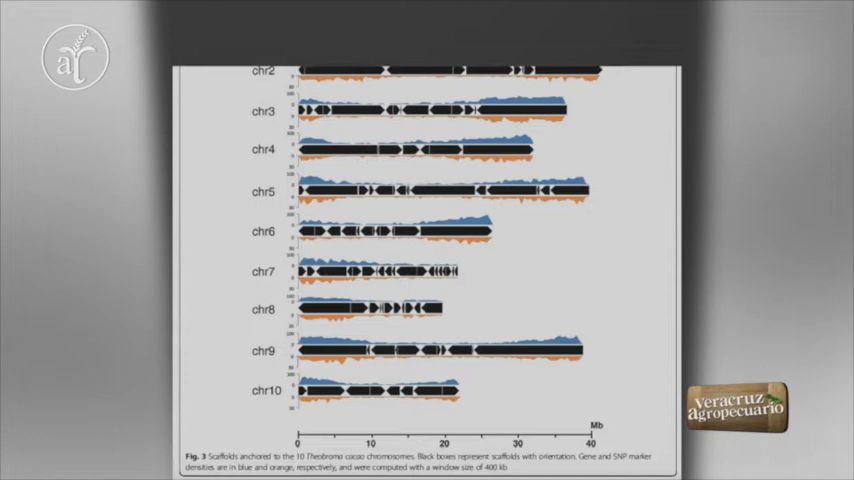 ar
chr2
chr3
chr4
chr5
chr6
chr7
chr8
chr9
chr10
Mb
0 10 20 30 40
Fig. 3 Scaffolds anchored to the 10 Theobroma cacao chromosomes. Black boxes represent scaffolds with orientation. Gene and SNP marker
densities are in blue and orange, respectively, and were computed with a window size of 400 kb
Veracruz
agropecuario